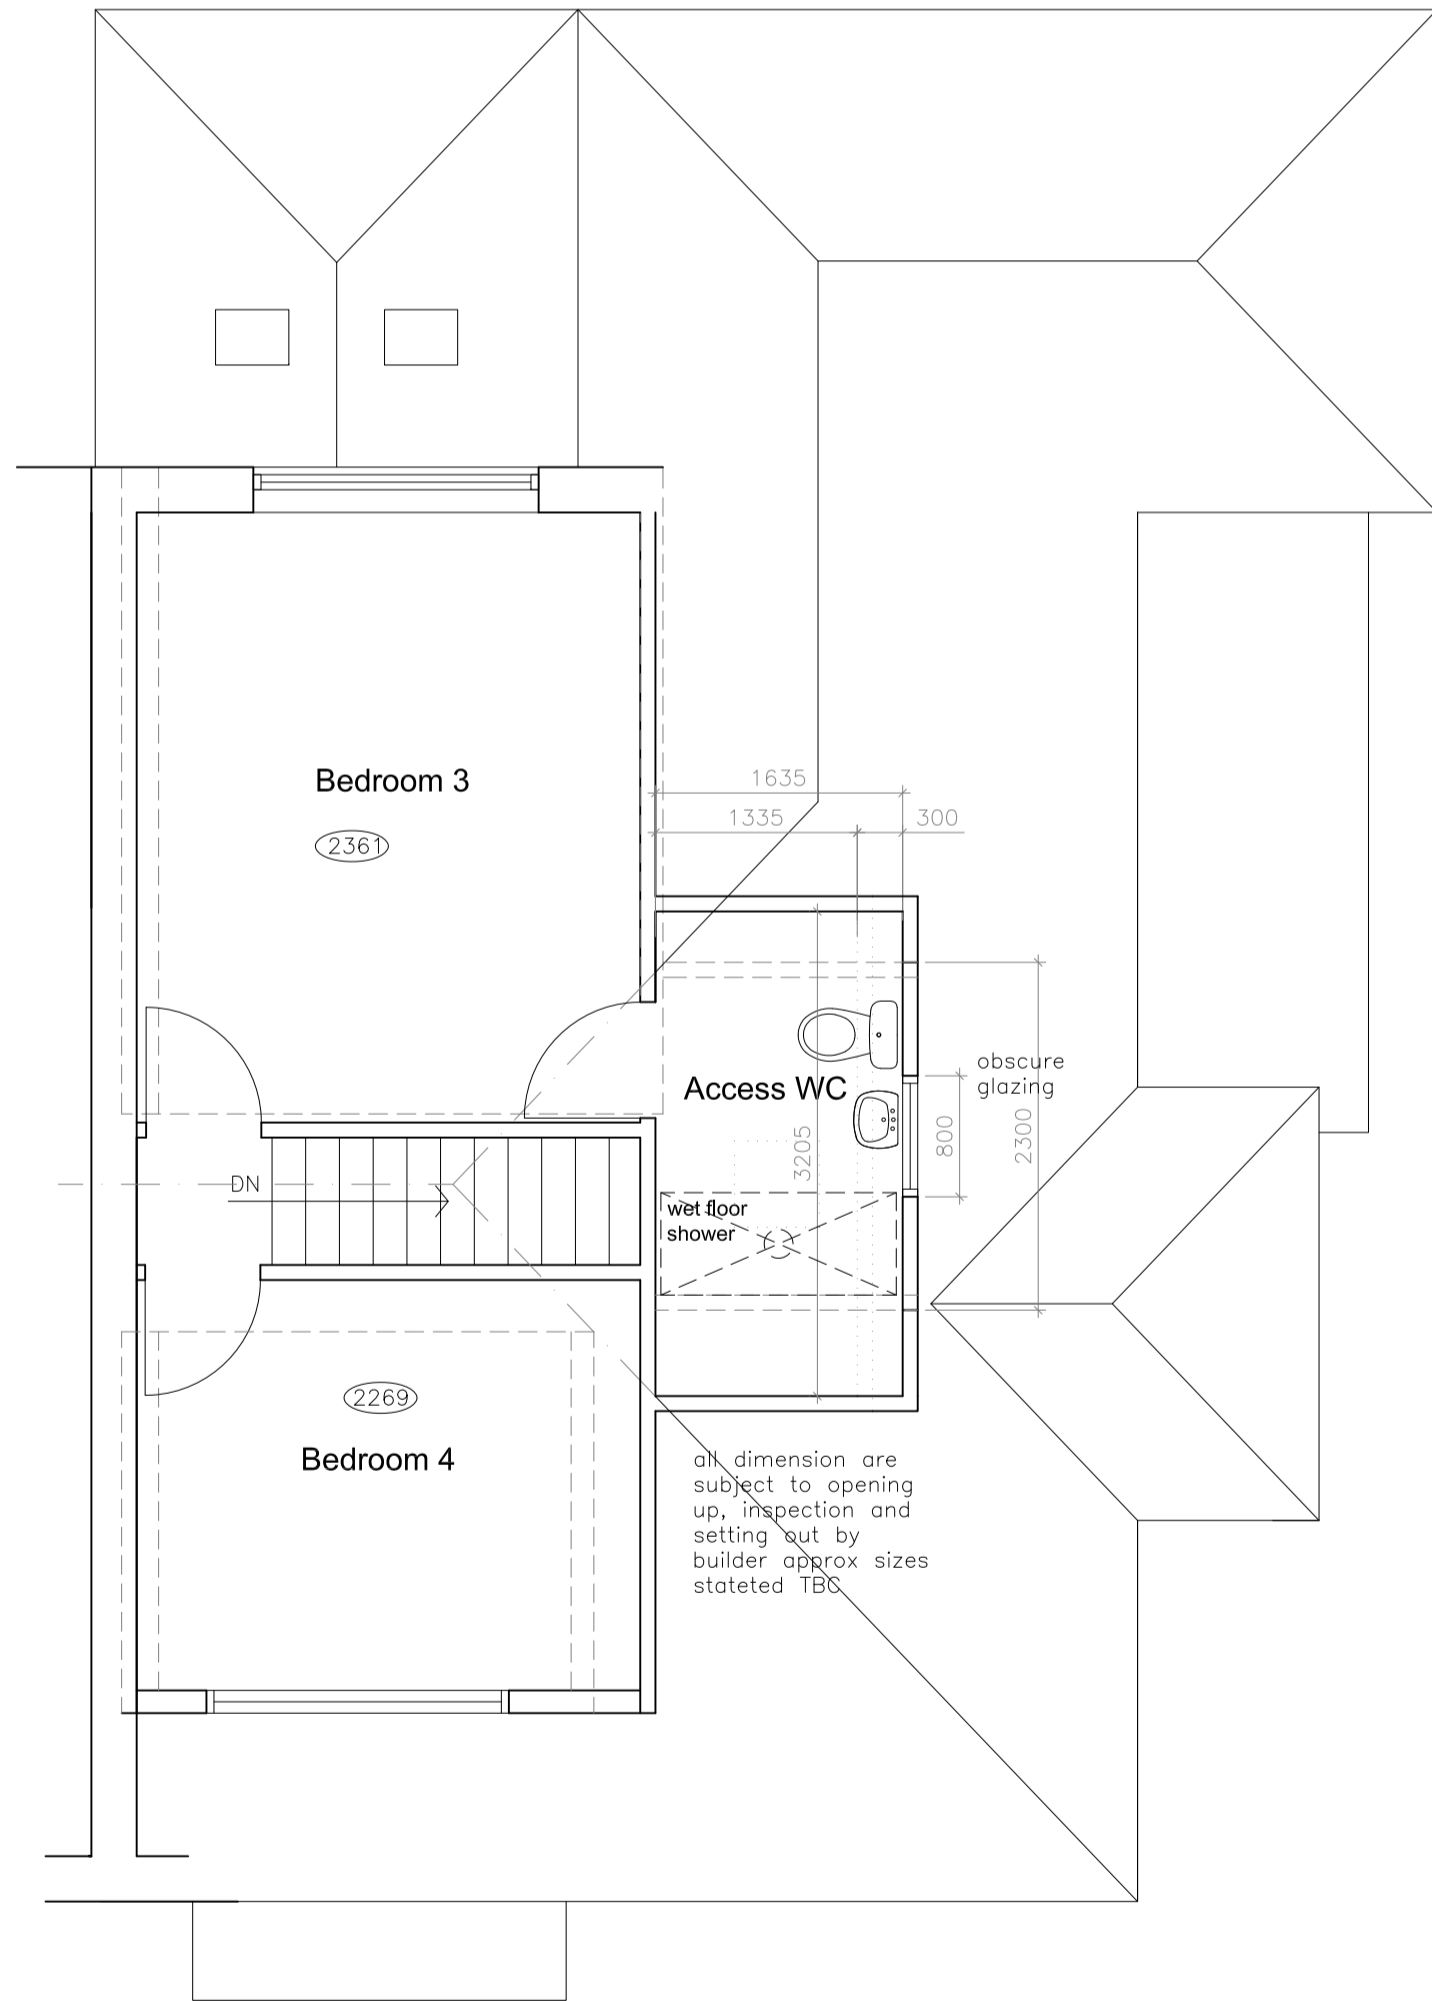 Bedroom 3
2361
1635
1335
300
obscure
glazing
Access WC
3205
800
2300
DN
wet floor
shower
2269
Bedroom 4
all dimension are
subject to opening
up, inspection and
setting out by
builder approx sizes
stateted TBC